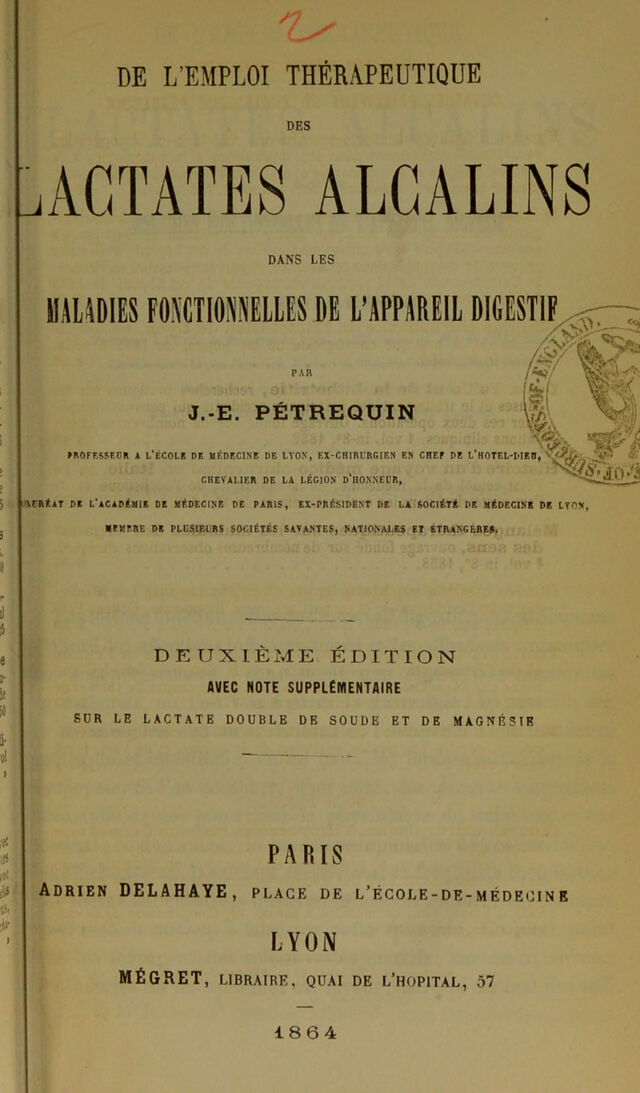 2
DE L'EMPLOI THÉRAPEUTIQUE
DES
LACTATES ALCALINS
DANS LES
MALADIES FONCTIONNELLES DE L'APPAREIL DIGESTIF
PAR
J.-E. PÉTREQUIN
PROFESSEUR A L'ÉCOLE DE MÉDECINE DE LYON, EX-CHIRURGIEN EN CHEF DE L'HOTEL-DIEU,
CHEVALIER DE LA LÉGION D'HONNEUR,
LAURÉAT DE L'ACADÉMIE DE MÉDECINE DE PARIS, EX-PRÉSIDENT DE LA SOCIÉTÉ DE MÉDECINE DE LYON,
MEMBRE DE PLUSIEURS SOCIÉTÉS SAVANTES, NATIONALES ET ÉTRANGÈRES,
OF ENGLAND
DEUXIÈME ÉDITION
AVEC NOTE SUPPLÉMENTAIRE
SUR LE LACTATE DOUBLE DE SOUDE ET DE MAGNÉSIE
PARIS
ADRIEN DELAHAYE, PLACE DE L'ÉCOLE-DE-MÉDECINE
LYON
MÉGRET, LIBRAIRE, QUAI DE L'HOPITAL, 57
1864